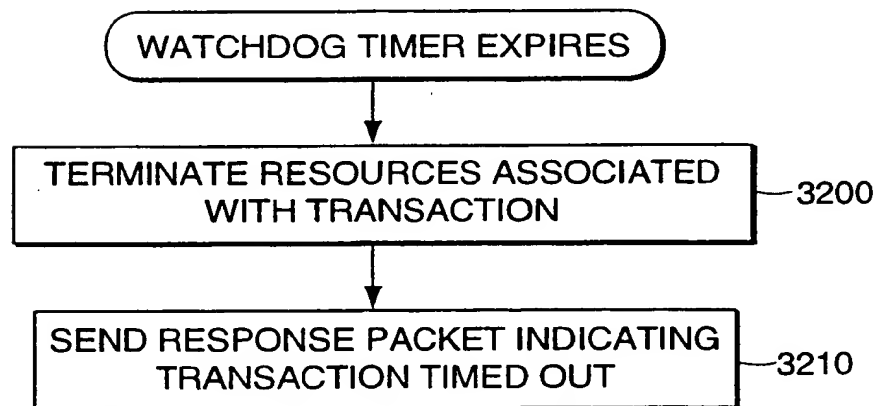 WATCHDOG TIMER EXPIRES
TERMINATE RESOURCES ASSOCIATED
WITH TRANSACTION
3200
SEND RESPONSE PACKET INDICATING
TRANSACTION TIMED OUT
3210